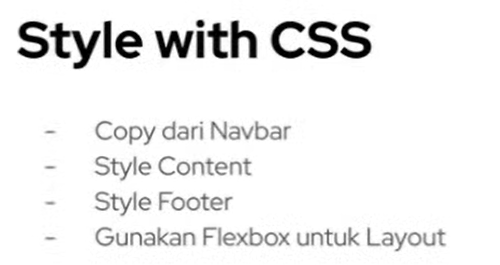 Style with CSS
- Copy dari Navbar
- Style Content
- Style Footer
- Gunakan Flexbox untuk Layout